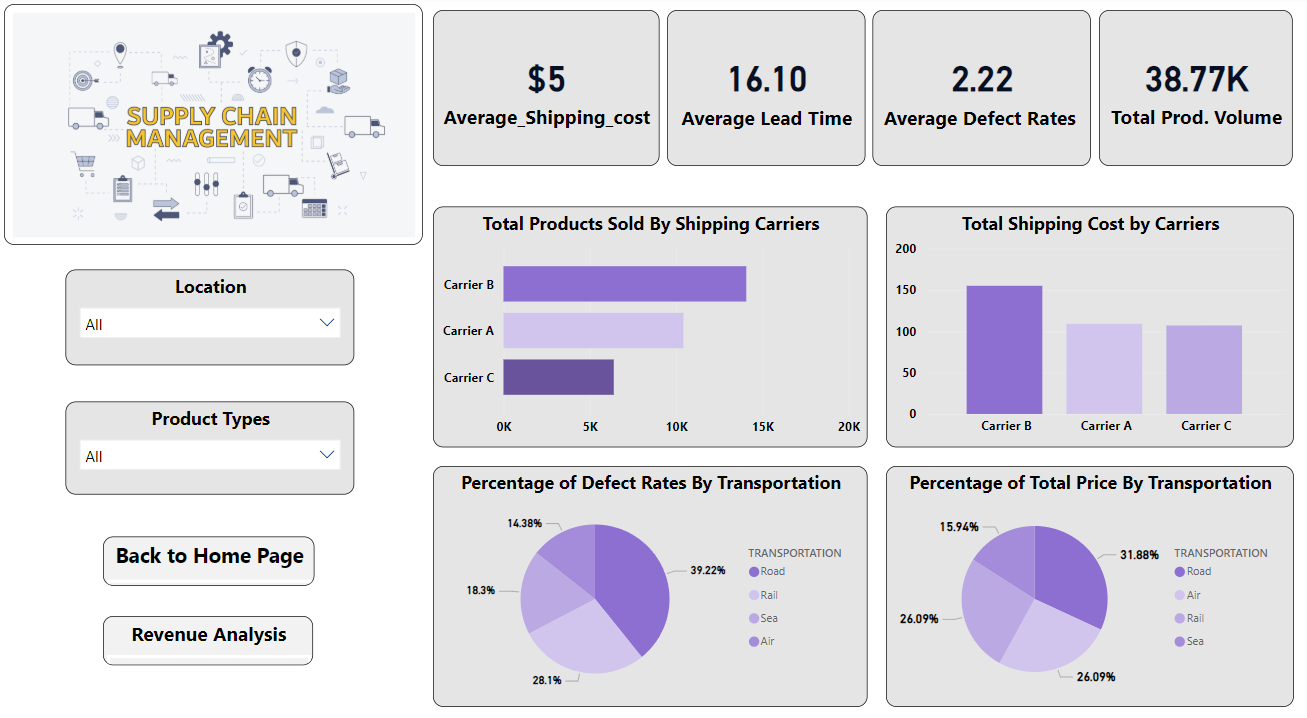 SUPPLY CHAIN
MANAGEMENT
$5
Average_Shipping_cost
16.10
Average Lead Time
2.22
Average Defect Rates
38.77K
Total Prod. Volume
Location
All
Product Types
All
Back to Home Page
Revenue Analysis
Total Products Sold By Shipping Carriers
Carrier B
Carrier A
Carrier C
0K 5K 10K 15K 20K
Total Shipping Cost by Carriers
200
150
100
50
0
Carrier B Carrier A Carrier C
Percentage of Defect Rates By Transportation
14.38%
39.22%
18.3%
28.1%
TRANSPORTATION
Road
Rail
Sea
Air
Percentage of Total Price By Transportation
15.94%
31.88%
26.09%
26.09%
TRANSPORTATION
Road
Air
Rail
Sea